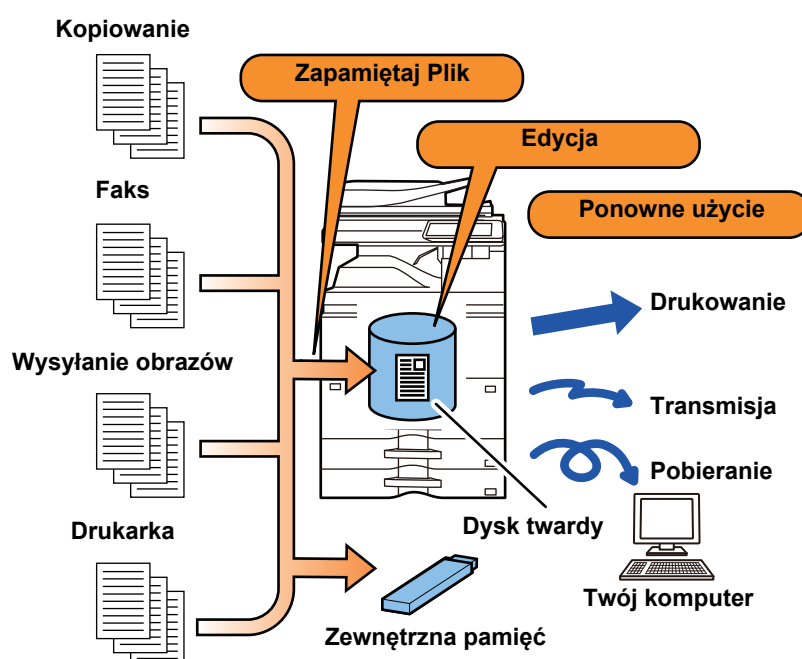 Kopiowanie
Zapamiętaj Plik
Edycja
Faks
Ponowne użycie
Drukowanie
Wysyłanie obrazów
Transmisja
Pobieranie
Drukarka
Dysk twardy
Twój komputer
Zewnętrzna pamięć